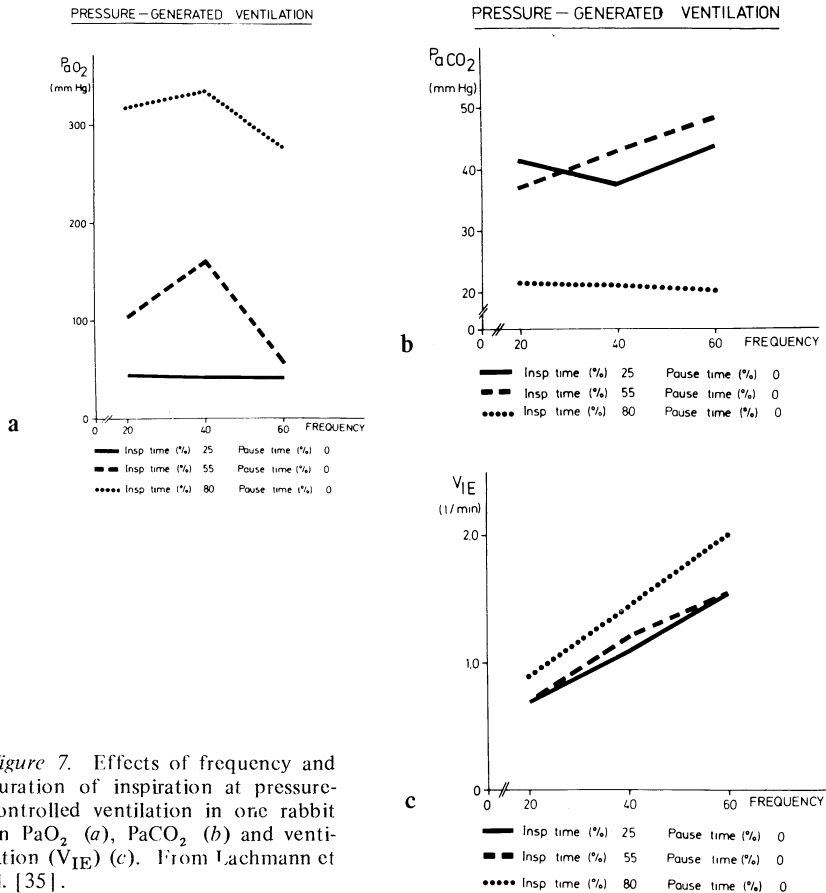 PRESSURE – GENERATED VENTILATION
PaO2
(mm Hg)
300
200
100
0
0 20 40 60 FREQUENCY
a
Insp time (%) 25 Pause time (%) 0
Insp time (%) 55 Pause time (%) 0
Insp time (%) 80 Pause time (%) 0
PRESSURE – GENERATED VENTILATION
PaCO2
(mm Hg)
50
40
30
20
0
0 20 40 60 FREQUENCY
b
Insp time (%) 25 Pause time (%) 0
Insp time (%) 55 Pause time (%) 0
Insp time (%) 80 Pause time (%) 0
VIE
(l/min)
2,0
1,0
0
0 20 40 60 FREQUENCY
c
Insp time (%) 25 Pause time (%) 0
Insp time (%) 55 Pause time (%) 0
Insp time (%) 80 Pause time (%) 0
igure 7. Effects of frequency and
uration of inspiration at pressure-
ontrolled ventilation in one rabbit
n PaO2 (a), PaCO2 (b) and venti-
ation (VIE) (c). From Lachmann et
l. [35].